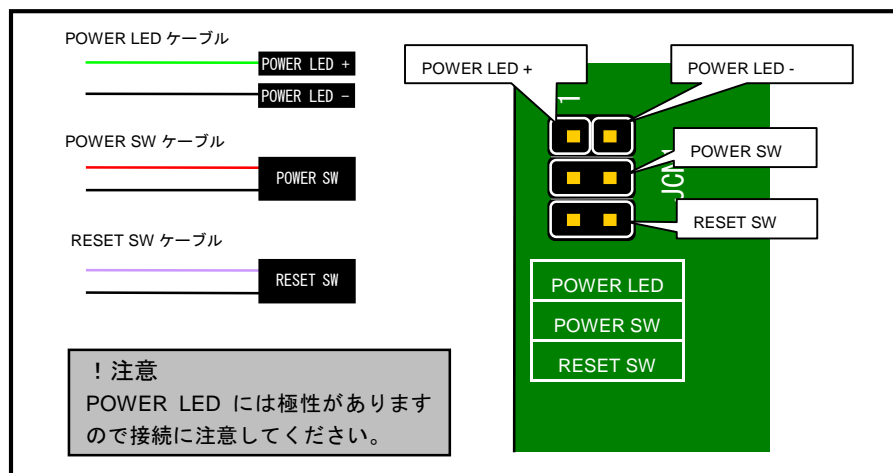 POWER LED ケーブル
POWER LED +
POWER LED −
POWER SW ケーブル
POWER SW
RESET SW ケーブル
RESET SW
！注意
POWER LED には極性があります
ので接続に注意してください。
POWER LED +
POWER LED -
1
POWER SW
RESET SW
POWER LED
POWER SW
RESET SW